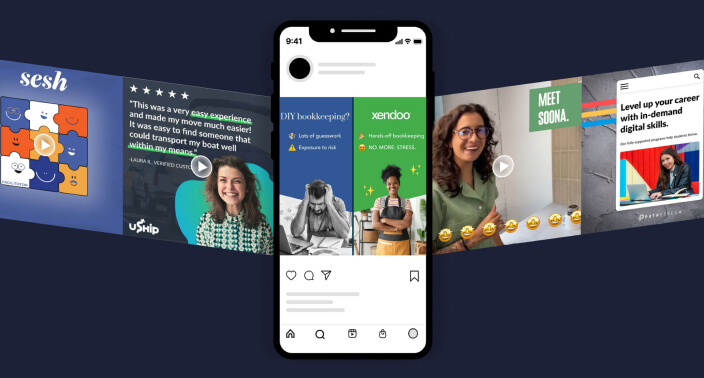 sesh
FACILITATOR
★★★★★
"This was a very easy experience
and made my move much easier!
It was easy to find someone that
could transport my boat well
within my means."
-LAURA R., VERIFIED CUSTO
uShip
9:41
DIY bookkeeping?
Lots of guesswork
Exposure to risk
xendoo
Hands-off bookkeeping
NO. MORE. STRESS.
MEET
SOONA.
Level up your career
with in-demand
digital skills.
Our fully-supported programs help students thrive.